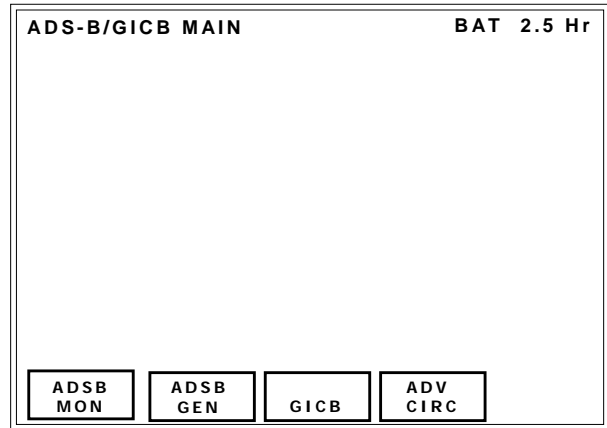 ADS-B/GICB MAIN BAT 2.5 Hr
ADSB MON
ADSB GEN
GICB
ADV CIRC